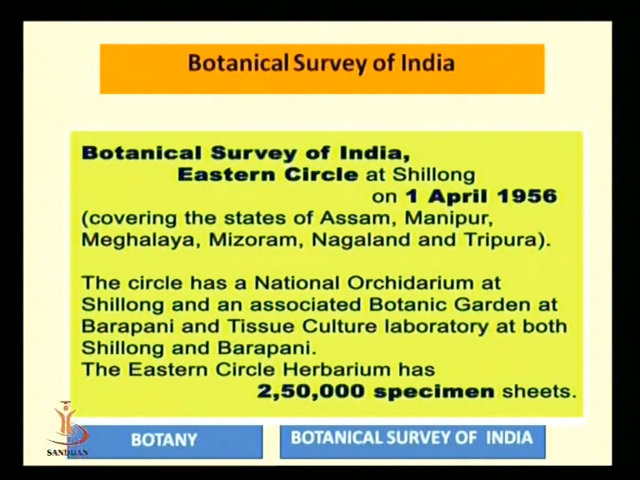 Botanical Survey of India
Botanical Survey of India,
Eastern Circle at Shillong
on 1 April 1956
(covering the states of Assam, Manipur,
Meghalaya, Mizoram, Nagaland and Tripura).
The circle has a National Orchidarium at
Shillong and an associated Botanic Garden at
Barapani and Tissue Culture laboratory at both
Shillong and Barapani.
The Eastern Circle Herbarium has
2,50,000 specimen sheets.
SANDHAN
BOTANY
BOTANICAL SURVEY OF INDIA